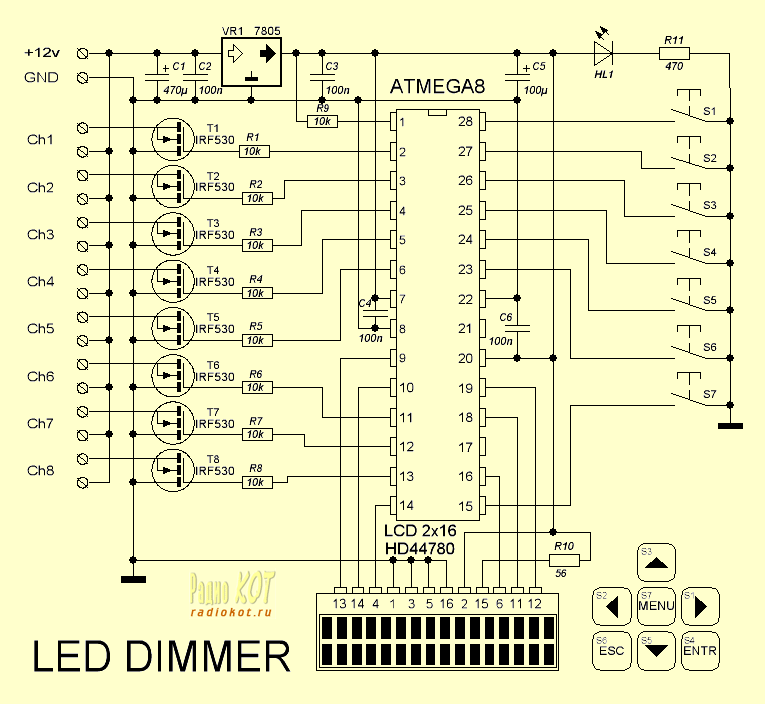 VR1 7805
+12v
GND
C1
470µ
C2
100n
C3
100n
C5
100µ
HL1
R11
470
ATMEGA8
R9
10k
S1
S2
S3
S4
S5
S6
S7
Ch1
Ch2
Ch3
Ch4
Ch5
Ch6
Ch7
Ch8
T1
IRF530
T2
IRF530
T3
IRF530
T4
IRF530
T5
IRF530
T6
IRF530
T7
IRF530
T8
IRF530
R1
10k
R2
10k
R3
10k
R4
10k
R5
10k
R6
10k
R7
10k
R8
10k
C4
100n
C6
100n
1 28
2 27
3 26
4 25
5 24
6 23
7 22
8 21
9 20
10 19
11 18
12 17
13 16
14 15
LCD 2x16
HD44780
R10
56
13 14 4 1 3 5 16 2 15 6 11 12
Радио КОТ
radiokot.ru
LED DIMMER
S3
S2
S7
MENU
S1
S6
ESC
S5
S4
ENTR